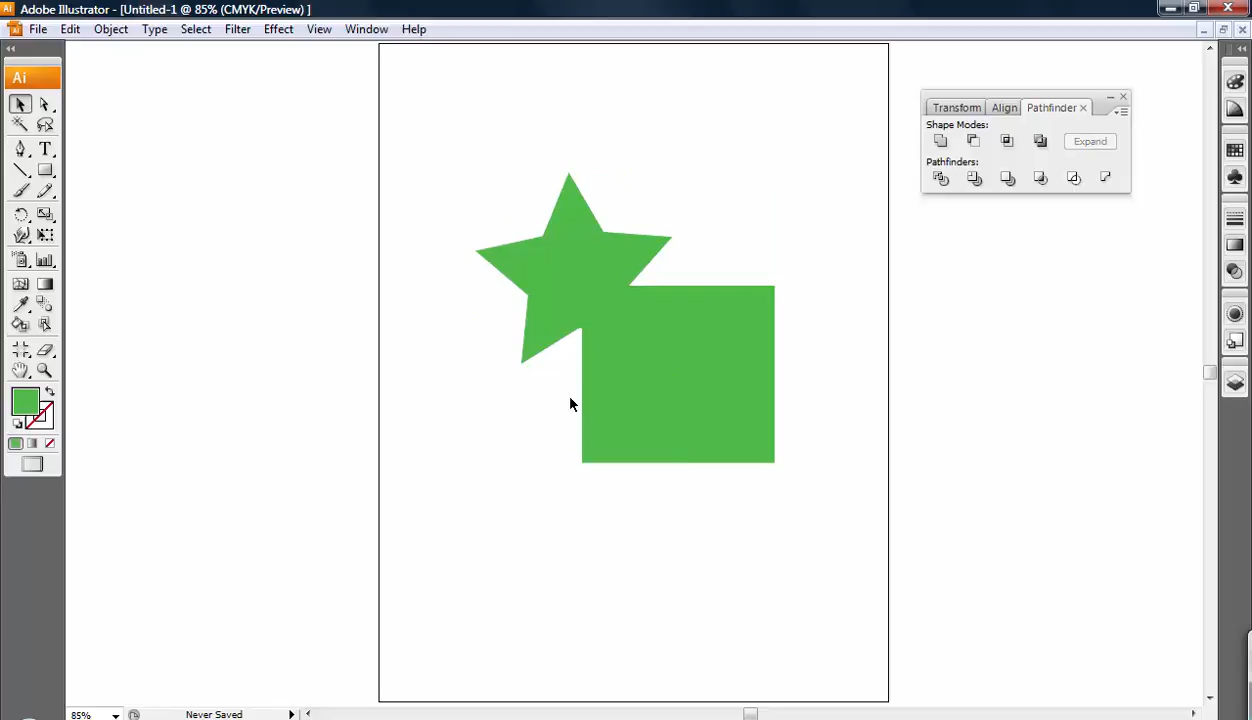 Adobe Illustrator - [Untitled-1 @ 85% (CMYK/Preview) ]
File Edit Object Type Select Filter Effect View Window Help
Ai
Transform Align Pathfinder
Shape Modes:
Expand
Pathfinders:
T
85% Never Saved